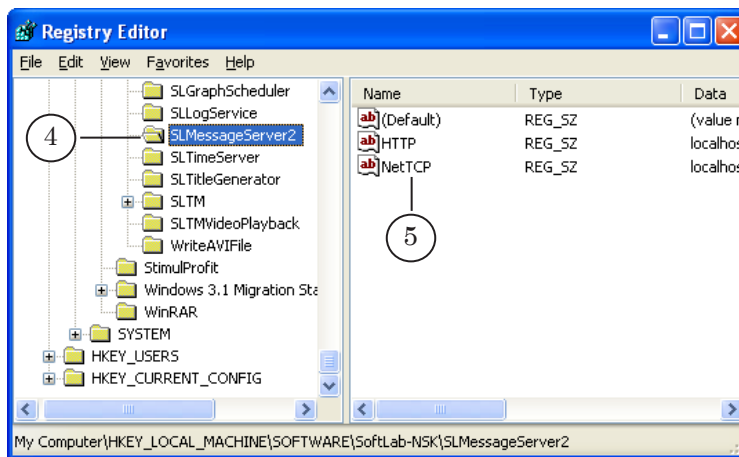 Registry Editor
File Edit View Favorites Help
SLGraphScheduler
SLLogService
SLMessageServer2
SLTimeServer
SLTitleGenerator
SLTM
SLTMVideoPlayback
WriteAVIFile
StimulProfit
Windows 3.1 Migration Sta
WinRAR
SYSTEM
HKEY_USERS
HKEY_CURRENT_CONFIG
4
Name Type Data
(Default) REG_SZ (value n
HTTP REG_SZ localhos
NetTCP REG_SZ localhos
5
My Computer\HKEY_LOCAL_MACHINE\SOFTWARE\SoftLab-NSK\SLMessageServer2